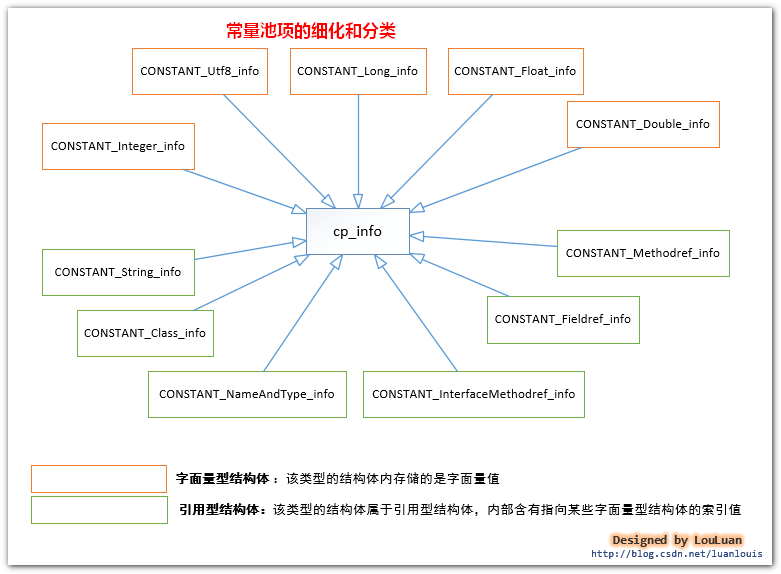 常量池项的细化和分类
CONSTANT_Utf8_info
CONSTANT_Long_info
CONSTANT_Float_info
CONSTANT_Double_info
CONSTANT_Integer_info
cp_info
CONSTANT_Methodref_info
CONSTANT_String_info
CONSTANT_Fieldref_info
CONSTANT_Class_info
CONSTANT_NameAndType_info
CONSTANT_InterfaceMethodref_info
字面量型结构体 ：该类型的结构体内存储的是字面量值
引用型结构体：该类型的结构体属于引用型结构体，内部含有指向某些字面量型结构体的索引值
Designed by LouLuan
http://blog.csdn.net/luanlouis